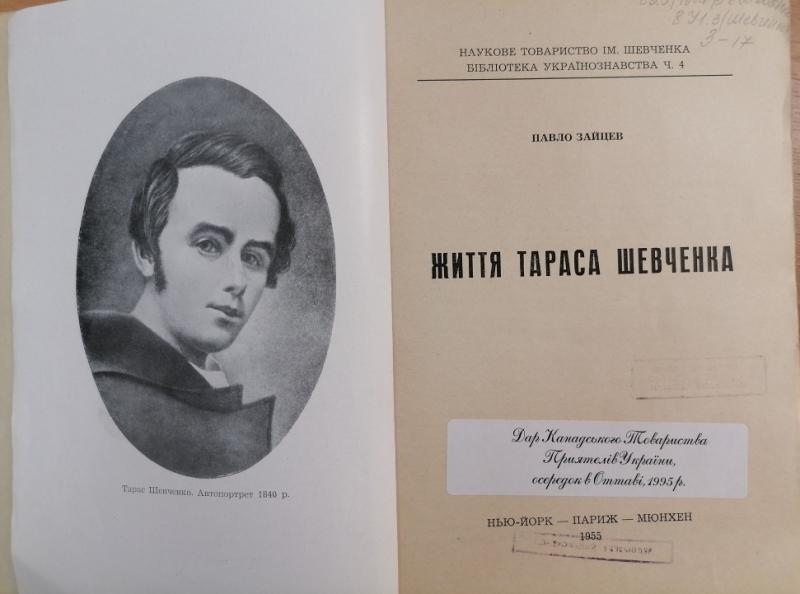 Тарас Шевченко. Автопортрет 1840 р.
З-17
НАУКОВЕ ТОВАРИСТВО ІМ. ШЕВЧЕНКА
БІБЛІОТЕКА УКРАЇНОЗНАВСТВА Ч. 4
ПАВЛО ЗАЙЦЕВ
ЖИТТЯ ТАРАСА ШЕВЧЕНКА
Дар Канадського Товариства
Приятелів України,
осередок в Оттаві, 1995 р.
НЬЮ-ЙОРК — ПАРИЖ — МЮНХЕН
1955